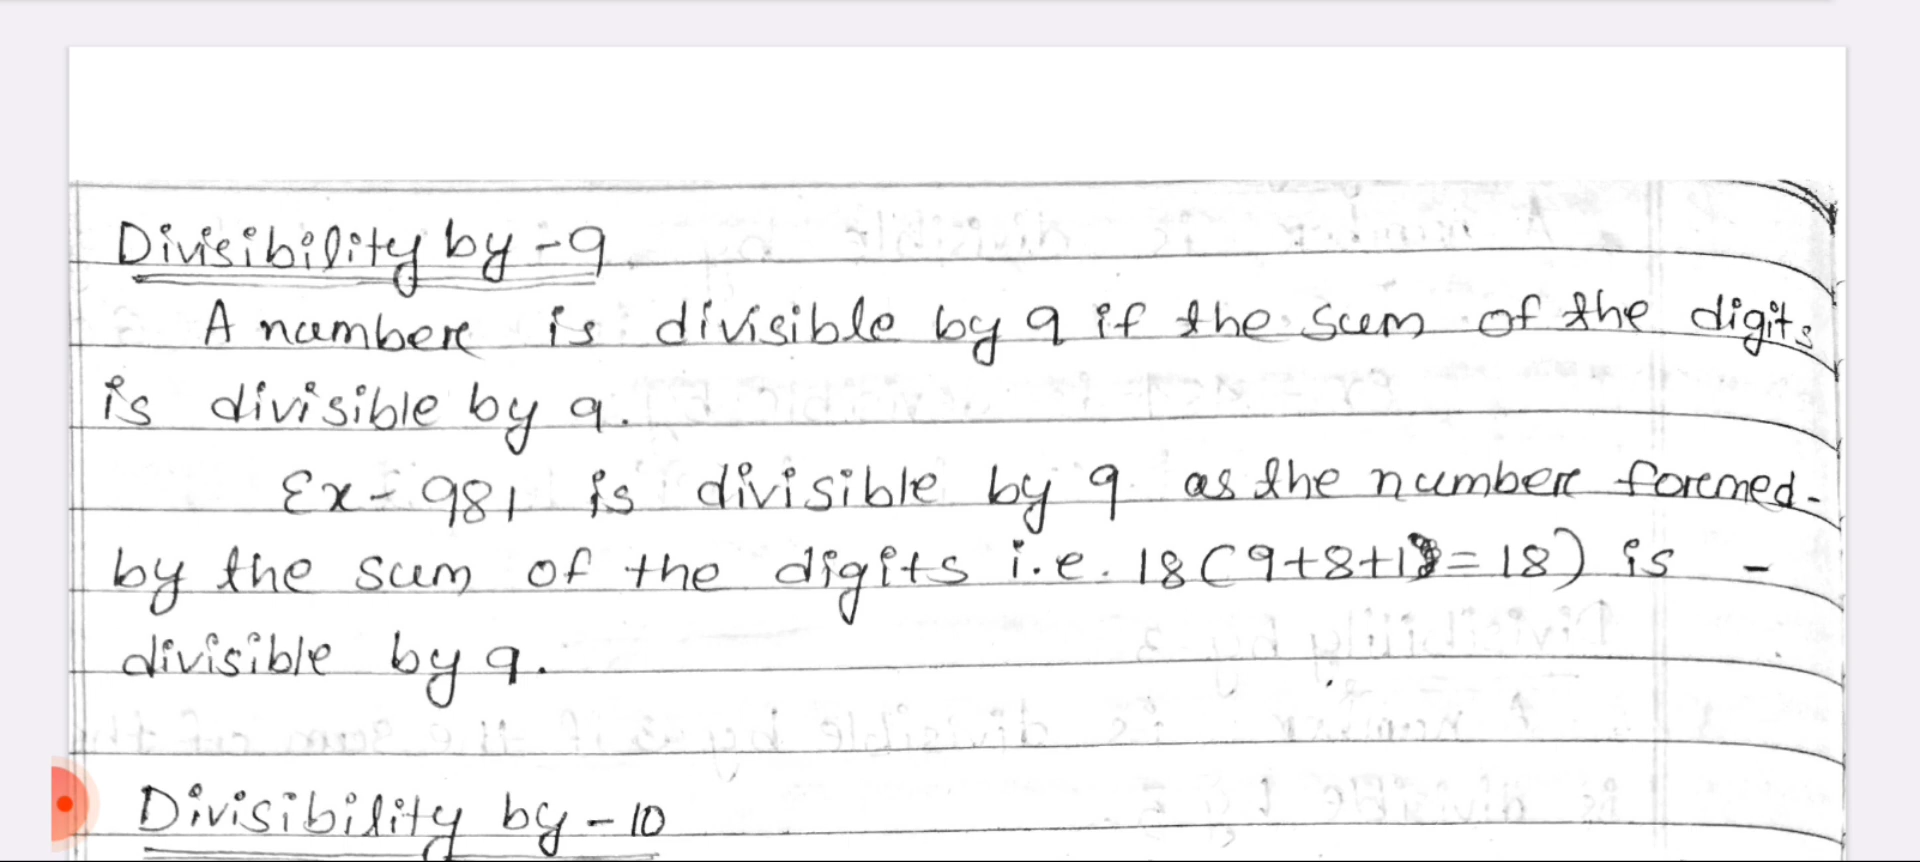 Divisibility by -9
A number is divisible by 9 if the sum of the digits
is divisible by 9.
Ex - 981 is divisible by 9 as the number formed -
by the sum of the digits i.e. 18 (9+8+1=18) is -
divisible by 9.
Divisibility by - 10